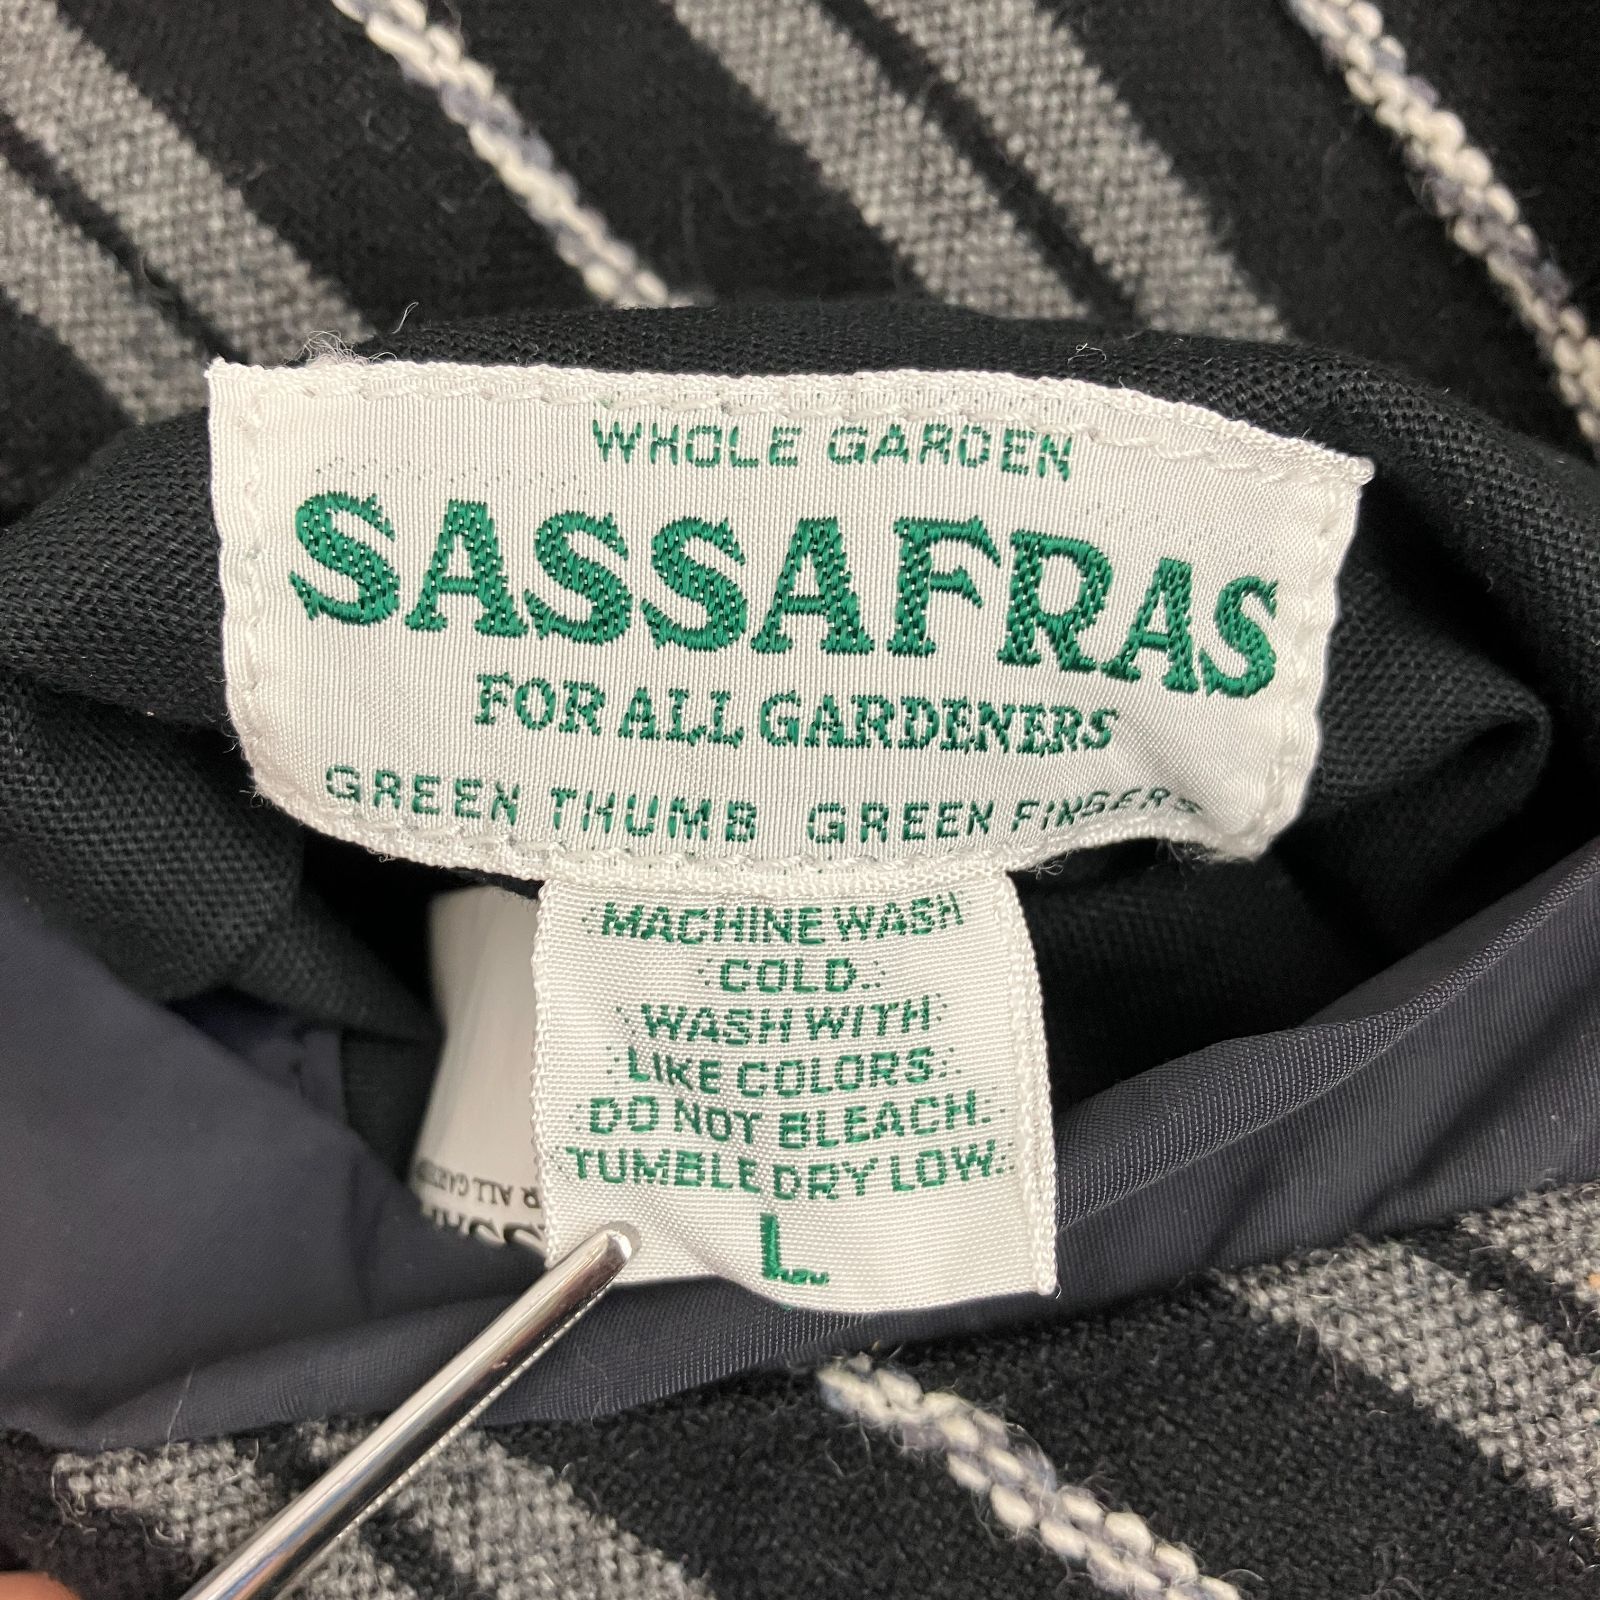 WHOLE GARDEN
SASSAFRAS
FOR ALL GARDENERS
GREEN THUMB GREEN FINGERS
MACHINE WASH
COLD.
WASH WITH
LIKE COLORS.
DO NOT BLEACH.
TUMBLE DRY LOW.
L
ALL